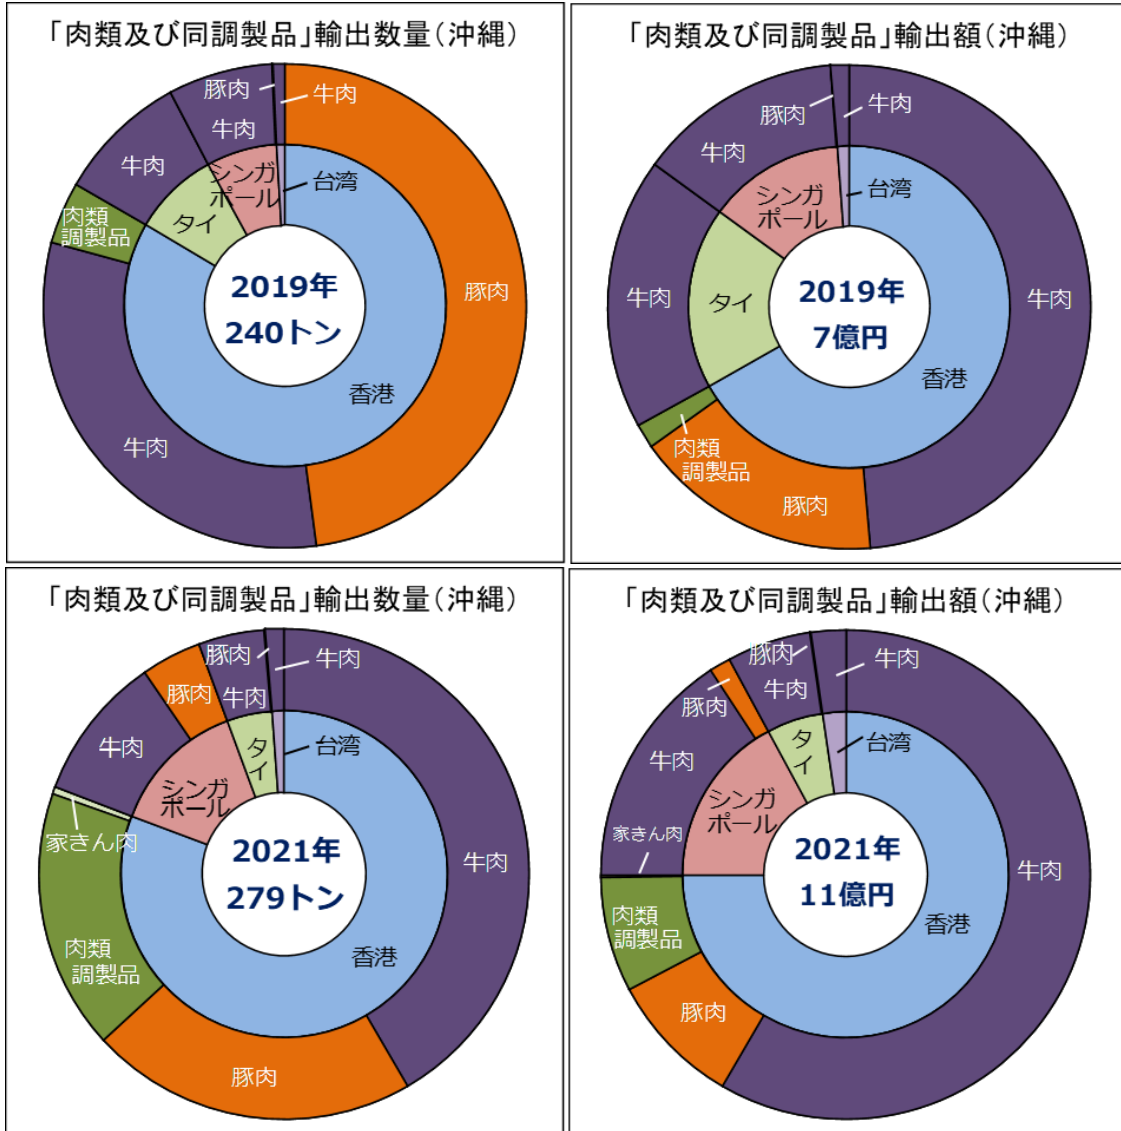 「肉類及び同調製品」輸出数量(沖縄)
豚肉
牛肉
牛肉
牛肉
シンガ
ポール
台湾
肉類
調製品
タイ
2019年
240トン
豚肉
香港
牛肉
「肉類及び同調製品」輸出額(沖縄)
豚肉
牛肉
牛肉
シンガ
ポール
台湾
牛肉
タイ
2019年
7億円
牛肉
香港
肉類
調製品
豚肉
「肉類及び同調製品」輸出数量(沖縄)
豚肉
牛肉
豚肉
牛肉
牛肉
タ
イ
台湾
シンガ
ポール
家きん肉
2021年
279トン
牛肉
肉類
調製品
香港
豚肉
「肉類及び同調製品」輸出額(沖縄)
豚肉
牛肉
豚肉
牛肉
牛肉
タ
イ
台湾
シンガ
ポール
家きん肉
2021年
11億円
牛肉
肉類
調製品
香港
豚肉